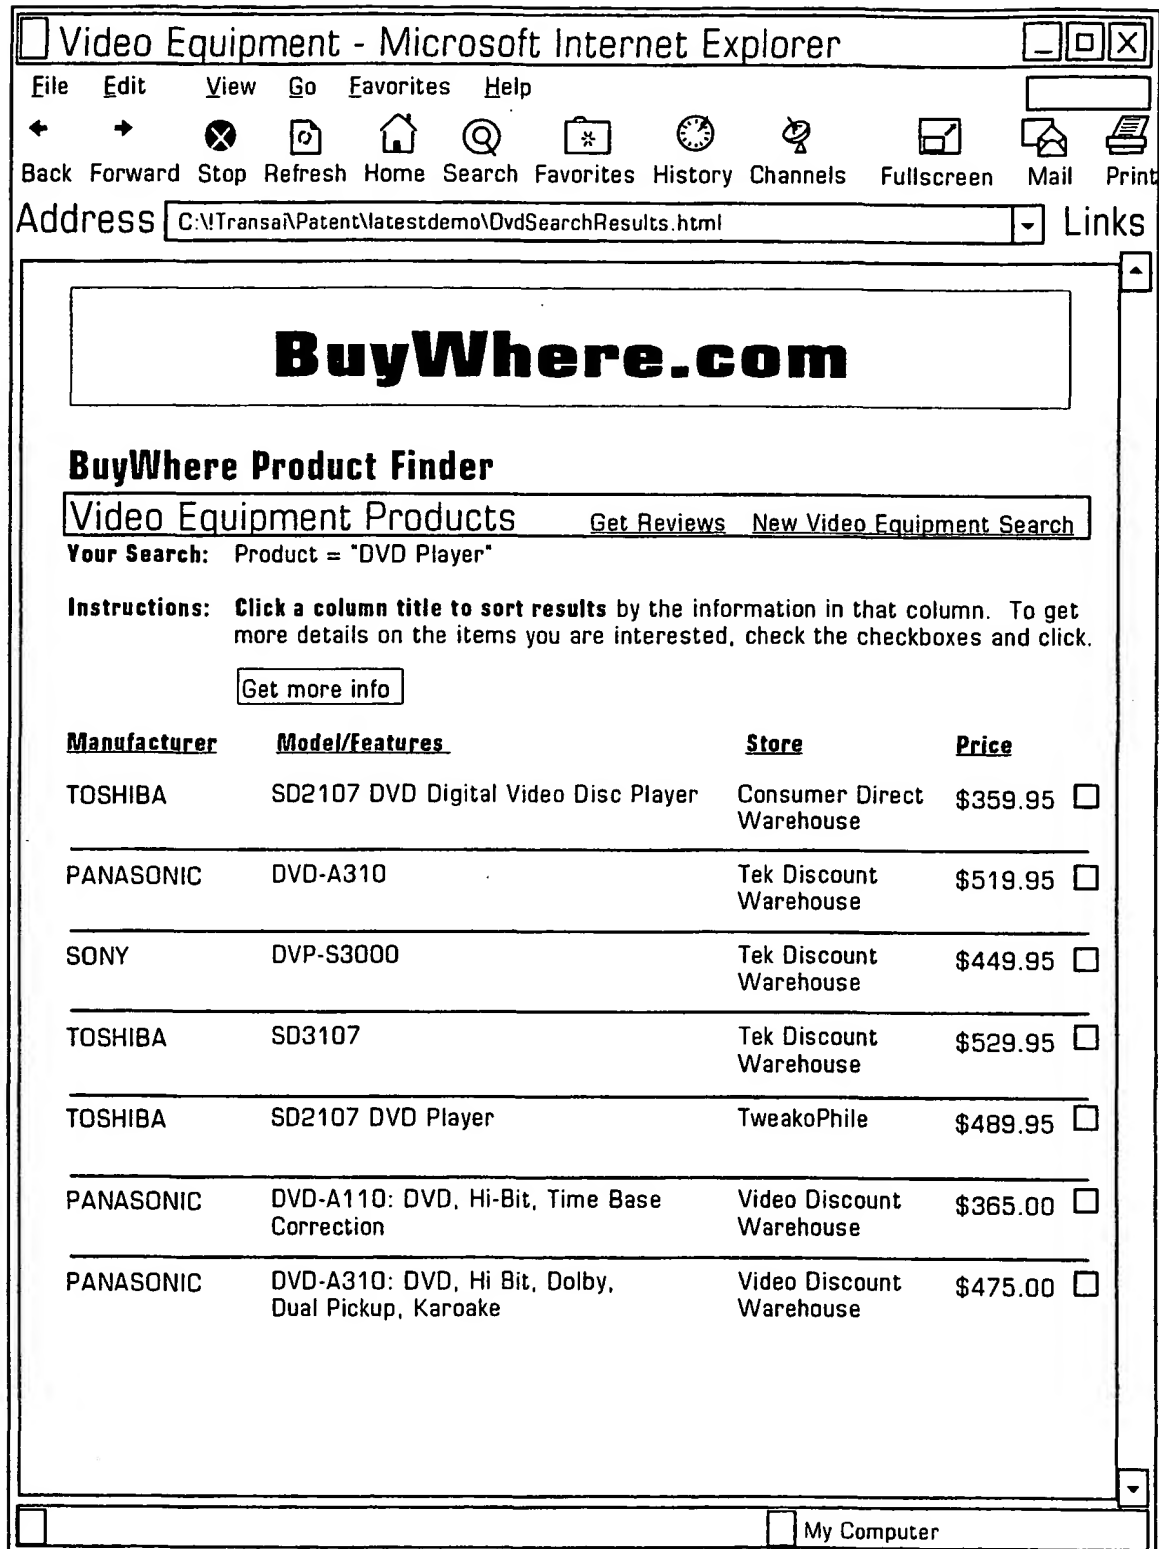 Video Equipment - Microsoft Internet Explorer
File Edit View Go Favorites Help
Back Forward Stop Refresh Home Search Favorites History Channels Fullscreen Mail Print
Address C:\!Transai\Patent\latestdemo\DvdSearchResults.html Links
BuyWhere.com
BuyWhere Product Finder
Video Equipment Products Get Reviews New Video Equipment Search
Your Search: Product = "DVD Player"
Instructions: Click a column title to sort results by the information in that column. To get
more details on the items you are interested, check the checkboxes and click.
Get more info
Manufacturer Model/Features Store Price
TOSHIBA SD2107 DVD Digital Video Disc Player Consumer Direct $359.95
Warehouse
PANASONIC DVD-A310 Tek Discount $519.95
Warehouse
SONY DVP-S3000 Tek Discount $449.95
Warehouse
TOSHIBA SD3107 Tek Discount $529.95
Warehouse
TOSHIBA SD2107 DVD Player TweakoPhile $489.95
PANASONIC DVD-A110: DVD, Hi-Bit, Time Base Video Discount $365.00
Correction Warehouse
PANASONIC DVD-A310: DVD, Hi Bit, Dolby, Video Discount $475.00
Dual Pickup, Karoake Warehouse
My Computer